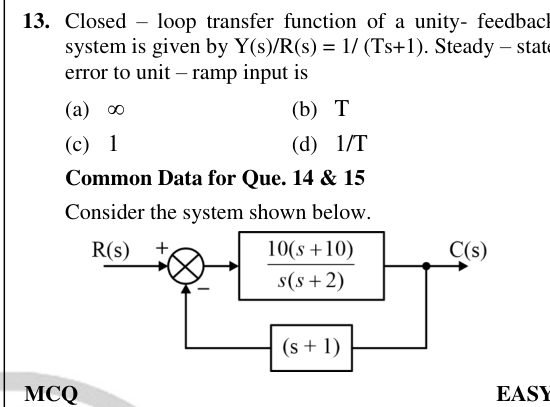 13. Closed – loop transfer function of a unity- feedback
system is given by Y(s)/R(s) = 1/ (Ts+1). Steady – state
error to unit – ramp input is
(a) ∞ (b) T
(c) 1 (d) 1/T
Common Data for Que. 14 & 15
Consider the system shown below.
R(s) + 10(s +10) C(s)
s(s + 2)
−
(s + 1)
MCQ EASY